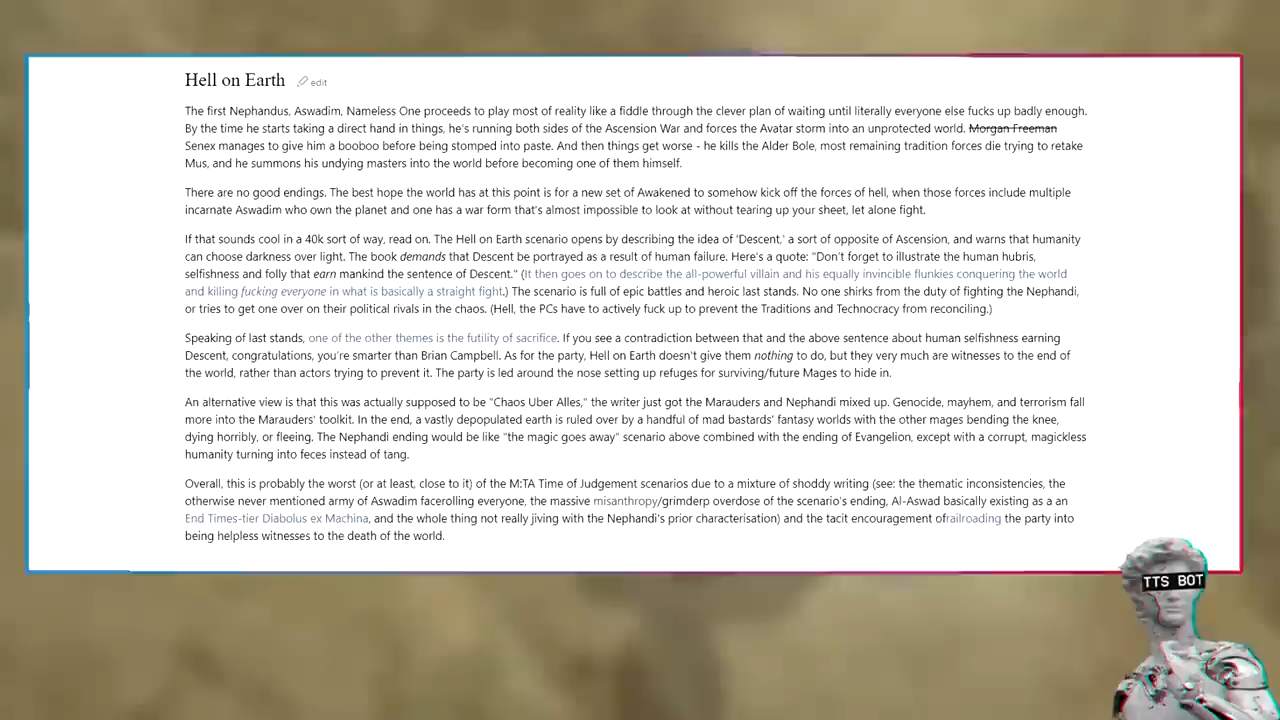 Hell on Earth edit
The first Nephandus, Aswadim, Nameless One proceeds to play most of reality like a fiddle through the clever plan of waiting until literally everyone else fucks up badly enough.
By the time he starts taking a direct hand in things, he's running both sides of the Ascension War and forces the Avatar storm into an unprotected world. Morgan Freeman
Senex manages to give him a booboo before being stomped into paste. And then things get worse - he kills the Alder Bole, most remaining tradition forces die trying to retake
Mus, and he summons his undying masters into the world before becoming one of them himself.
There are no good endings. The best hope the world has at this point is for a new set of Awakened to somehow kick off the forces of hell, when those forces include multiple
incarnate Aswadim who own the planet and one has a war form that's almost impossible to look at without tearing up your sheet, let alone fight.
If that sounds cool in a 40k sort of way, read on. The Hell on Earth scenario opens by describing the idea of 'Descent,' a sort of opposite of Ascension, and warns that humanity
can choose darkness over light. The book demands that Descent be portrayed as a result of human failure. Here's a quote: "Don't forget to illustrate the human hubris,
selfishness and folly that earn mankind the sentence of Descent." (It then goes on to describe the all-powerful villain and his equally invincible flunkies conquering the world
and killing fucking everyone in what is basically a straight fight.) The scenario is full of epic battles and heroic last stands. No one shirks from the duty of fighting the Nephandi,
or tries to get one over on their political rivals in the chaos. (Hell, the PCs have to actively fuck up to prevent the Traditions and Technocracy from reconciling.)
Speaking of last stands, one of the other themes is the futility of sacrifice. If you see a contradiction between that and the above sentence about human selfishness earning
Descent, congratulations, you're smarter than Brian Campbell. As for the party, Hell on Earth doesn't give them nothing to do, but they very much are witnesses to the end of
the world, rather than actors trying to prevent it. The party is led around the nose setting up refuges for surviving/future Mages to hide in.
An alternative view is that this was actually supposed to be "Chaos Uber Alles," the writer just got the Marauders and Nephandi mixed up. Genocide, mayhem, and terrorism fall
more into the Marauders' toolkit. In the end, a vastly depopulated earth is ruled over by a handful of mad bastards' fantasy worlds with the other mages bending the knee,
dying horribly, or fleeing. The Nephandi ending would be like "the magic goes away" scenario above combined with the ending of Evangelion, except with a corrupt, magickless
humanity turning into feces instead of tang.
Overall, this is probably the worst (or at least, close to it) of the M:TA Time of Judgement scenarios due to a mixture of shoddy writing (see: the thematic inconsistencies, the
otherwise never mentioned army of Aswadim facerolling everyone, the massive misanthropy/grimderp overdose of the scenario's ending, Al-Aswad basically existing as a an
End Times-tier Diabolus ex Machina, and the whole thing not really jiving with the Nephandi's prior characterisation) and the tacit encouragement ofrailroading the party into
being helpless witnesses to the death of the world.
TTS BOT